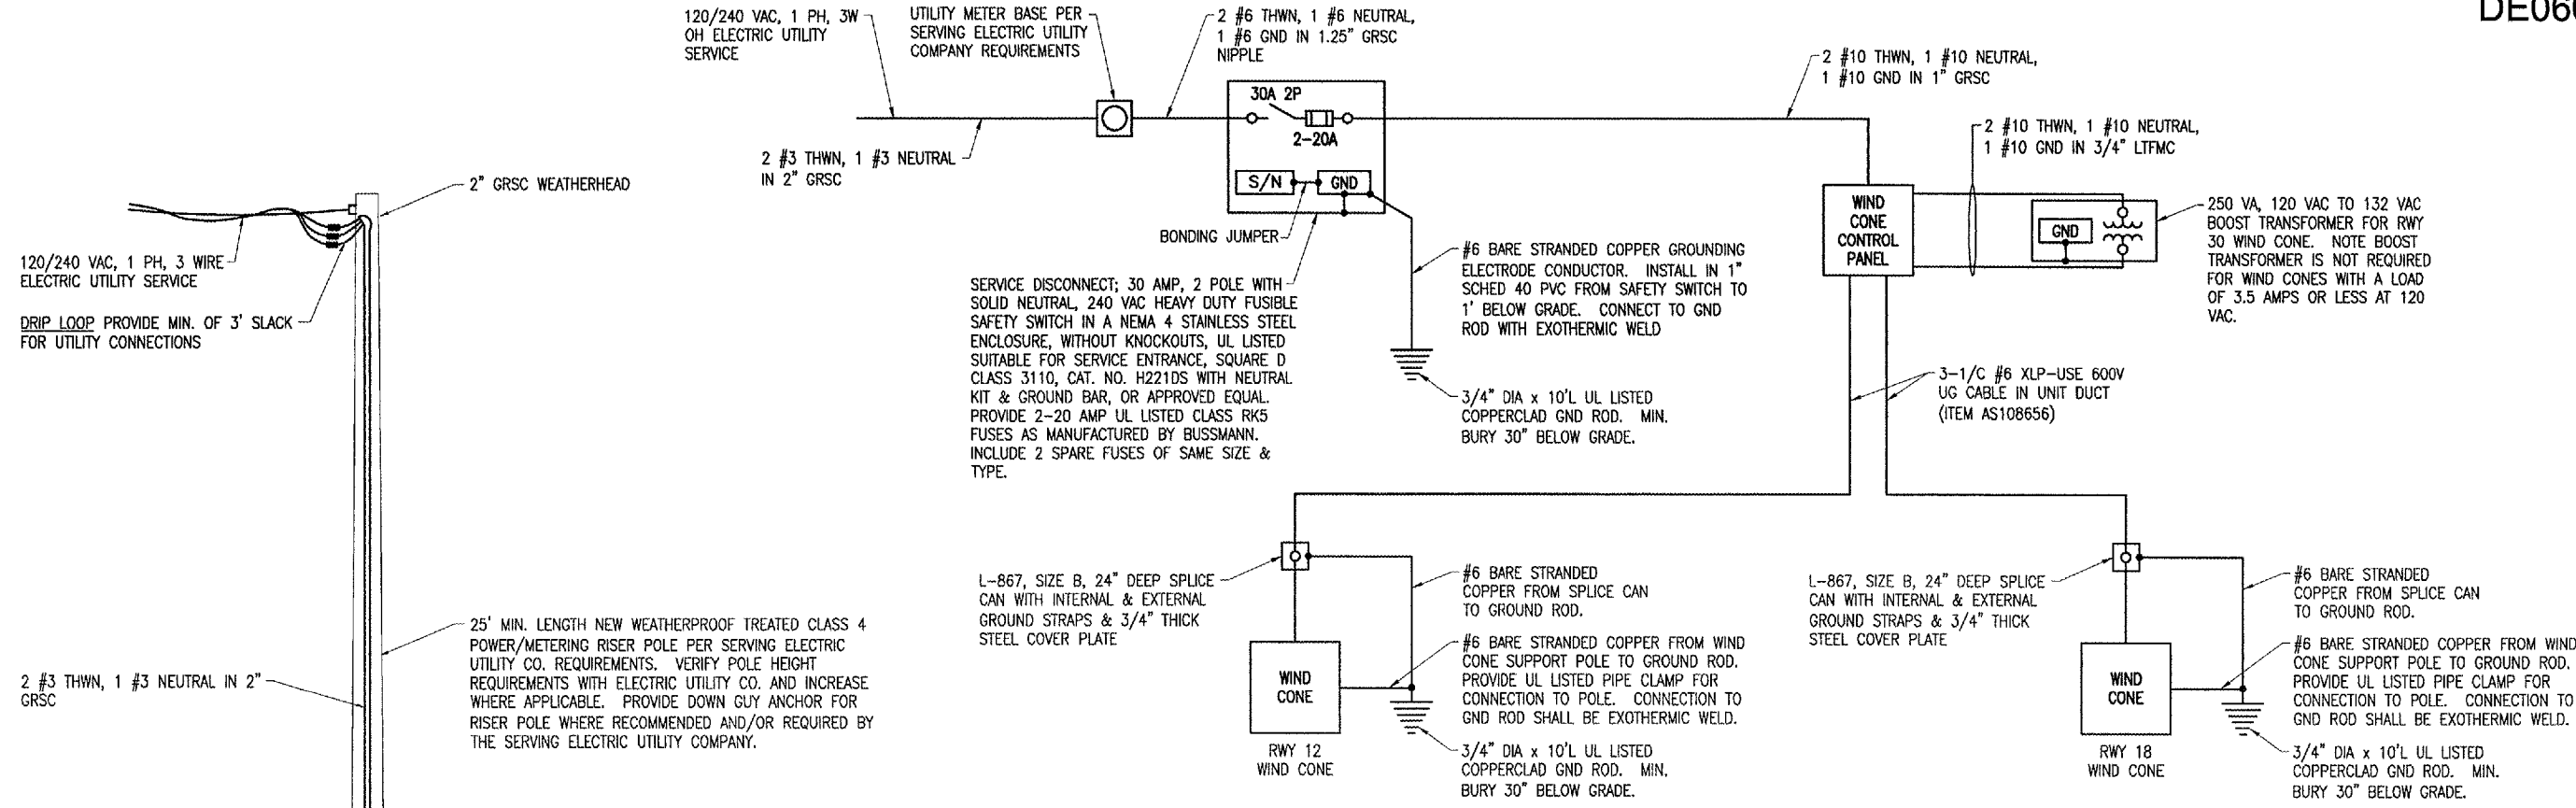 DE060
120/240 VAC, 1 PH, 3W
OH ELECTRIC UTILITY
SERVICE
UTILITY METER BASE PER
SERVING ELECTRIC UTILITY
COMPANY REQUIREMENTS
2 #6 THWN, 1 #6 NEUTRAL,
1 #6 GND IN 1.25" GRSC
NIPPLE
2 #10 THWN, 1 #10 NEUTRAL,
1 #10 GND IN 1" GRSC
30A 2P
2-20A
S/N
GND
2 #3 THWN, 1 #3 NEUTRAL
IN 2" GRSC
2 #10 THWN, 1 #10 NEUTRAL,
1 #10 GND IN 3/4" LTFMC
2" GRSC WEATHERHEAD
WIND
CONE
CONTROL
PANEL
GND
250 VA, 120 VAC TO 132 VAC
BOOST TRANSFORMER FOR RWY
30 WIND CONE. NOTE BOOST
TRANSFORMER IS NOT REQUIRED
FOR WIND CONES WITH A LOAD
OF 3.5 AMPS OR LESS AT 120
VAC.
BONDING JUMPER
120/240 VAC, 1 PH, 3 WIRE
ELECTRIC UTILITY SERVICE
DRIP LOOP PROVIDE MIN. OF 3' SLACK
FOR UTILITY CONNECTIONS
SERVICE DISCONNECT; 30 AMP, 2 POLE WITH
SOLID NEUTRAL, 240 VAC HEAVY DUTY FUSIBLE
SAFETY SWITCH IN A NEMA 4 STAINLESS STEEL
ENCLOSURE, WITHOUT KNOCKOUTS, UL LISTED
SUITABLE FOR SERVICE ENTRANCE, SQUARE D
CLASS 3110, CAT. NO. H221DS WITH NEUTRAL
KIT & GROUND BAR, OR APPROVED EQUAL.
PROVIDE 2-20 AMP UL LISTED CLASS RK5
FUSES AS MANUFACTURED BY BUSSMANN.
INCLUDE 2 SPARE FUSES OF SAME SIZE &
TYPE.
#6 BARE STRANDED COPPER GROUNDING
ELECTRODE CONDUCTOR. INSTALL IN 1"
SCHED 40 PVC FROM SAFETY SWITCH TO
1' BELOW GRADE. CONNECT TO GND
ROD WITH EXOTHERMIC WELD
3/4" DIA x 10'L UL LISTED
COPPERCLAD GND ROD. MIN.
BURY 30" BELOW GRADE.
3-1/C #6 XLP-USE 600V
UG CABLE IN UNIT DUCT
(ITEM AS108656)
L-867, SIZE B, 24" DEEP SPLICE
CAN WITH INTERNAL & EXTERNAL
GROUND STRAPS & 3/4" THICK
STEEL COVER PLATE
#6 BARE STRANDED
COPPER FROM SPLICE CAN
TO GROUND ROD.
#6 BARE STRANDED COPPER FROM WIND
CONE SUPPORT POLE TO GROUND ROD.
PROVIDE UL LISTED PIPE CLAMP FOR
CONNECTION TO POLE. CONNECTION TO
GND ROD SHALL BE EXOTHERMIC WELD.
WIND
CONE
RWY 12
WIND CONE
3/4" DIA x 10'L UL LISTED
COPPERCLAD GND ROD. MIN.
BURY 30" BELOW GRADE.
L-867, SIZE B, 24" DEEP SPLICE
CAN WITH INTERNAL & EXTERNAL
GROUND STRAPS & 3/4" THICK
STEEL COVER PLATE
#6 BARE STRANDED
COPPER FROM SPLICE CAN
TO GROUND ROD.
#6 BARE STRANDED COPPER FROM WIND
CONE SUPPORT POLE TO GROUND ROD.
PROVIDE UL LISTED PIPE CLAMP FOR
CONNECTION TO POLE. CONNECTION TO
GND ROD SHALL BE EXOTHERMIC WELD.
WIND
CONE
RWY 18
WIND CONE
3/4" DIA x 10'L UL LISTED
COPPERCLAD GND ROD. MIN.
BURY 30" BELOW GRADE.
25' MIN. LENGTH NEW WEATHERPROOF TREATED CLASS 4
POWER/METERING RISER POLE PER SERVING ELECTRIC
UTILITY CO. REQUIREMENTS. VERIFY POLE HEIGHT
REQUIREMENTS WITH ELECTRIC UTILITY CO. AND INCREASE
WHERE APPLICABLE. PROVIDE DOWN GUY ANCHOR FOR
RISER POLE WHERE RECOMMENDED AND/OR REQUIRED BY
THE SERVING ELECTRIC UTILITY COMPANY.
2 #3 THWN, 1 #3 NEUTRAL IN 2"
GRSC